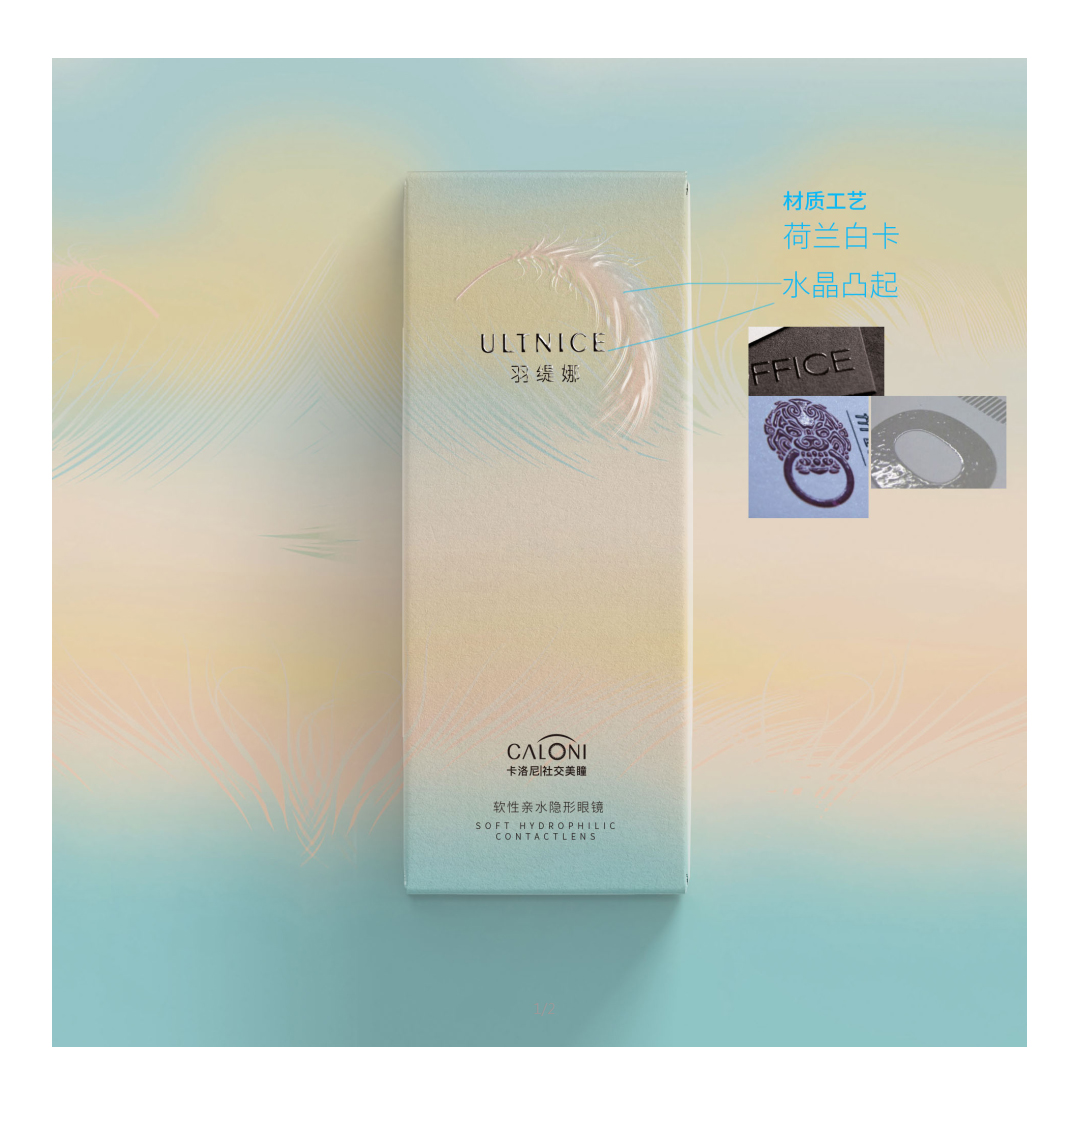 材质工艺
荷兰白卡
水晶凸起
ULTNICE
羽缇娜
FFICE
CALONI
卡洛尼|社交美瞳
软性亲水隐形眼镜
SOFT HYDROPHILIC
CONTACTLENS